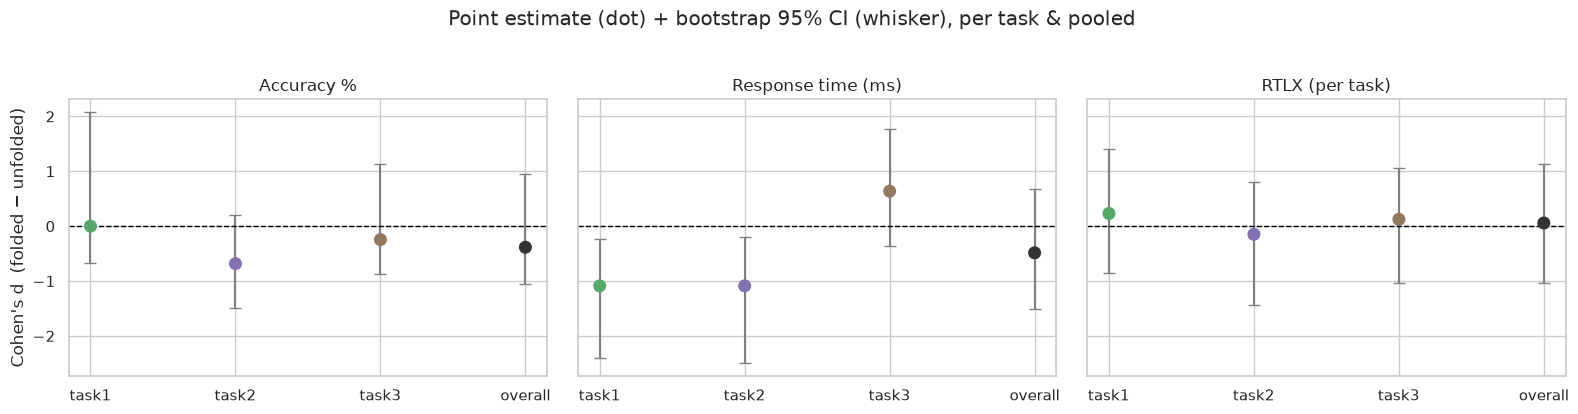 Point estimate (dot) + bootstrap 95% CI (whisker), per task & pooled
Accuracy %
Response time (ms)
RTLX (per task)
Cohen's d (folded − unfolded)
2
1
0
−1
−2
task1 task2 task3 overall
task1 task2 task3 overall
task1 task2 task3 overall